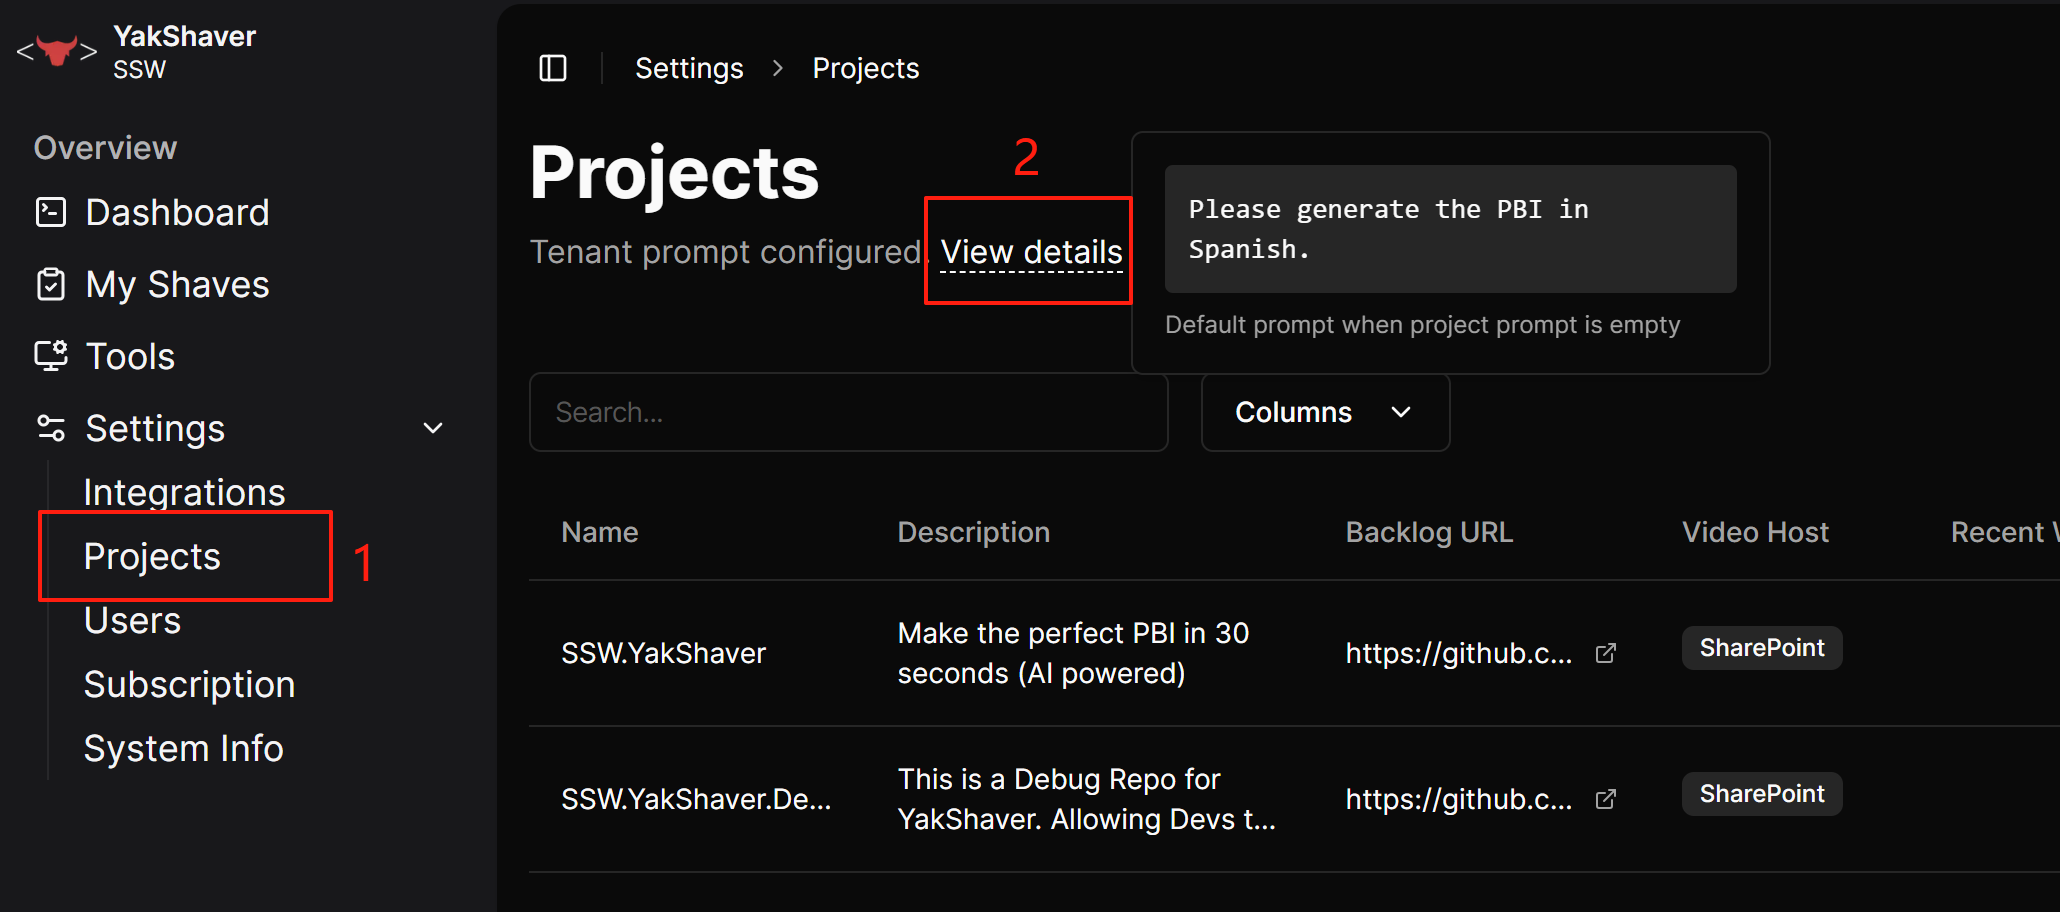 YakShaver
SSW
Overview
Dashboard
My Shaves
Tools
Settings
Integrations
Projects
1
Users
Subscription
System Info
Settings > Projects
Projects
2
Tenant prompt configured. View details
Please generate the PBI in
Spanish.
Default prompt when project prompt is empty
Search...
Columns
Name Description Backlog URL Video Host Recent
SSW.YakShaver
Make the perfect PBI in 30
seconds (AI powered)
https://github.c...
SharePoint
SSW.YakShaver.De...
This is a Debug Repo for
YakShaver. Allowing Devs t...
https://github.c...
SharePoint